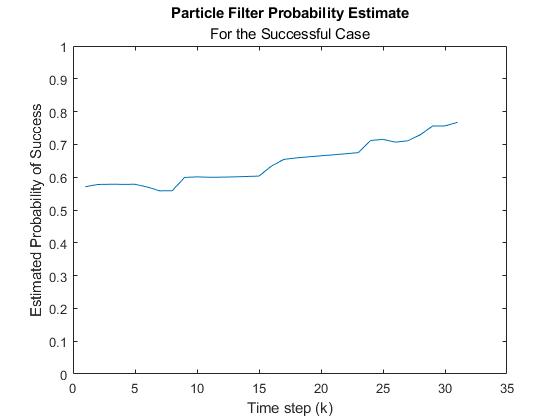 Particle Filter Probability Estimate
For the Successful Case
1
0.9
0.8
0.7
0.6
0.5
0.4
0.3
0.2
0.1
0
Estimated Probability of Success
0 5 10 15 20 25 30 35
Time step (k)